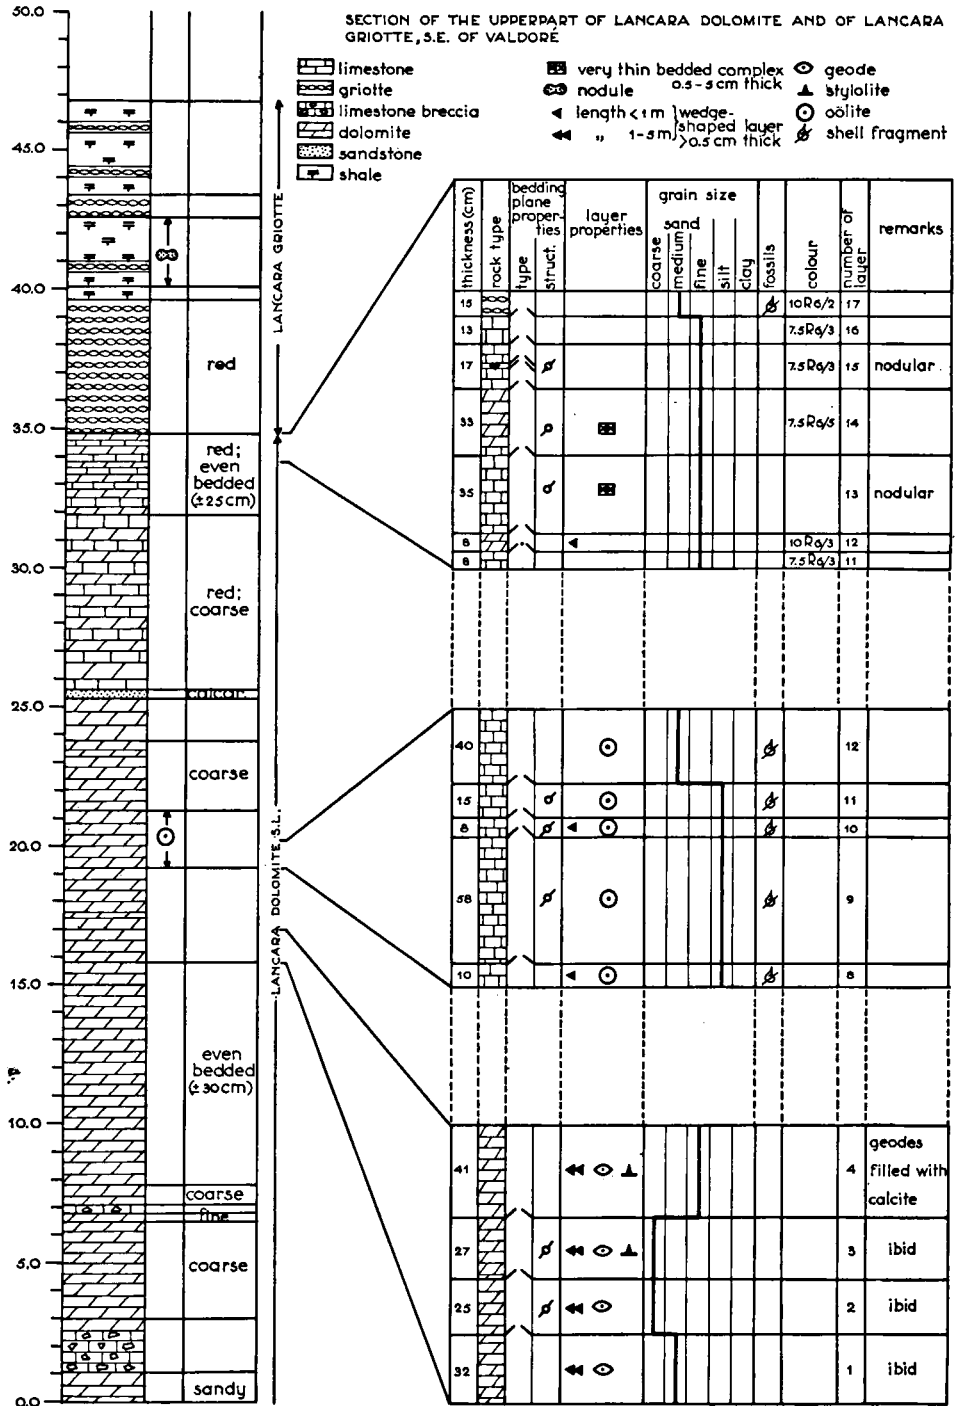 SECTION OF THE UPPERPART OF LANCARA DOLOMITE AND OF LANCARA
GRIOTTE, S.E. OF VALDORÉ
limestone
griotte
limestone breccia
dolomite
sandstone
shale
very thin bedded complex
0.5-5 cm thick
nodule
length < 1 m
„ 1-5 m
wedge-
shaped layer
>0.5 cm thick
geode
stylolite
oölite
shell fragment
50.0
45.0
40.0
35.0
30.0
25.0
20.0
15.0
10.0
5.0
0.0
red
red;
even
bedded
(±25cm)
red;
coarse
calcar.
coarse
even
bedded
(±30cm)
coarse
fine
coarse
sandy
LANCARA GRIOTTE
LANCARA DOLOMITE, S.L.
thickness (cm)
rock type
bedding
plane proper-
ties
type
struct.
layer
properties
grain size
sand
coarse
medium
fine
silt
clay
fossils
colour
number of
layer
remarks
15 10R6/2 17
13 7.5R6/3 16
17 7.5R6/3 15 nodular
33 7.5R6/5 14
35 13 nodular
8 10R6/3 12
8 7.5R6/3 11
40 12
15 11
8 10
58 9
10 8
41 4 geodes
filled with
calcite
27 3 ibid
25 2 ibid
32 1 ibid